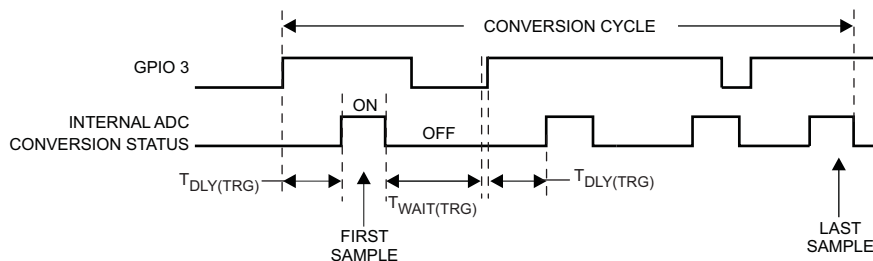 CONVERSION CYCLE
GPIO 3
ON
INTERNAL ADC
CONVERSION STATUS
OFF
TDLY(TRG)
TWAIT(TRG)
TDLY(TRG)
FIRST
SAMPLE
LAST
SAMPLE